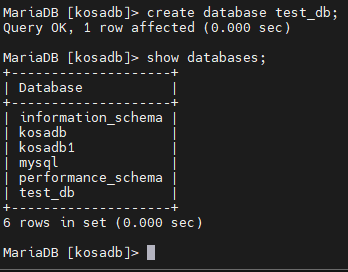 MariaDB [kosadb]> create database test_db;
Query OK, 1 row affected (0.000 sec)

MariaDB [kosadb]> show databases;
+--------------------+
| Database           |
+--------------------+
| information_schema |
| kosadb             |
| kosadb1            |
| mysql              |
| performance_schema |
| test_db            |
+--------------------+
6 rows in set (0.000 sec)

MariaDB [kosadb]>